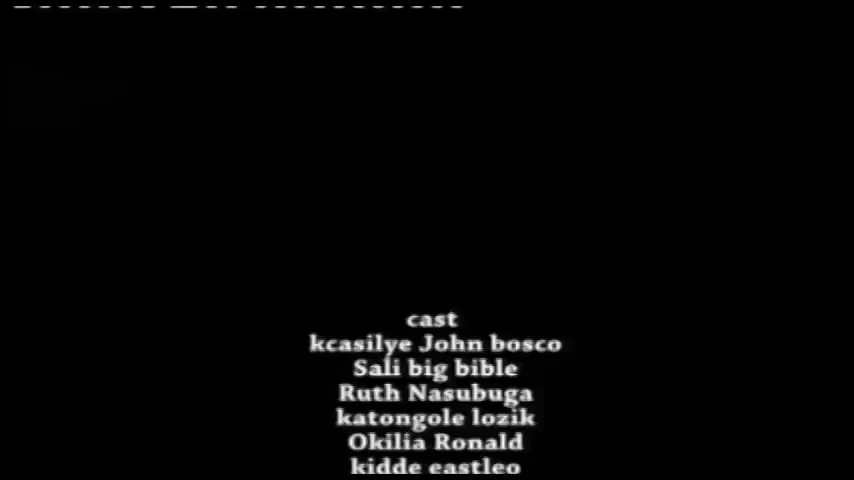 cast
kcasilye John bosco
Sali big bible
Ruth Nasubuga
katongole lozik
Okilia Ronald
kidde eastleo